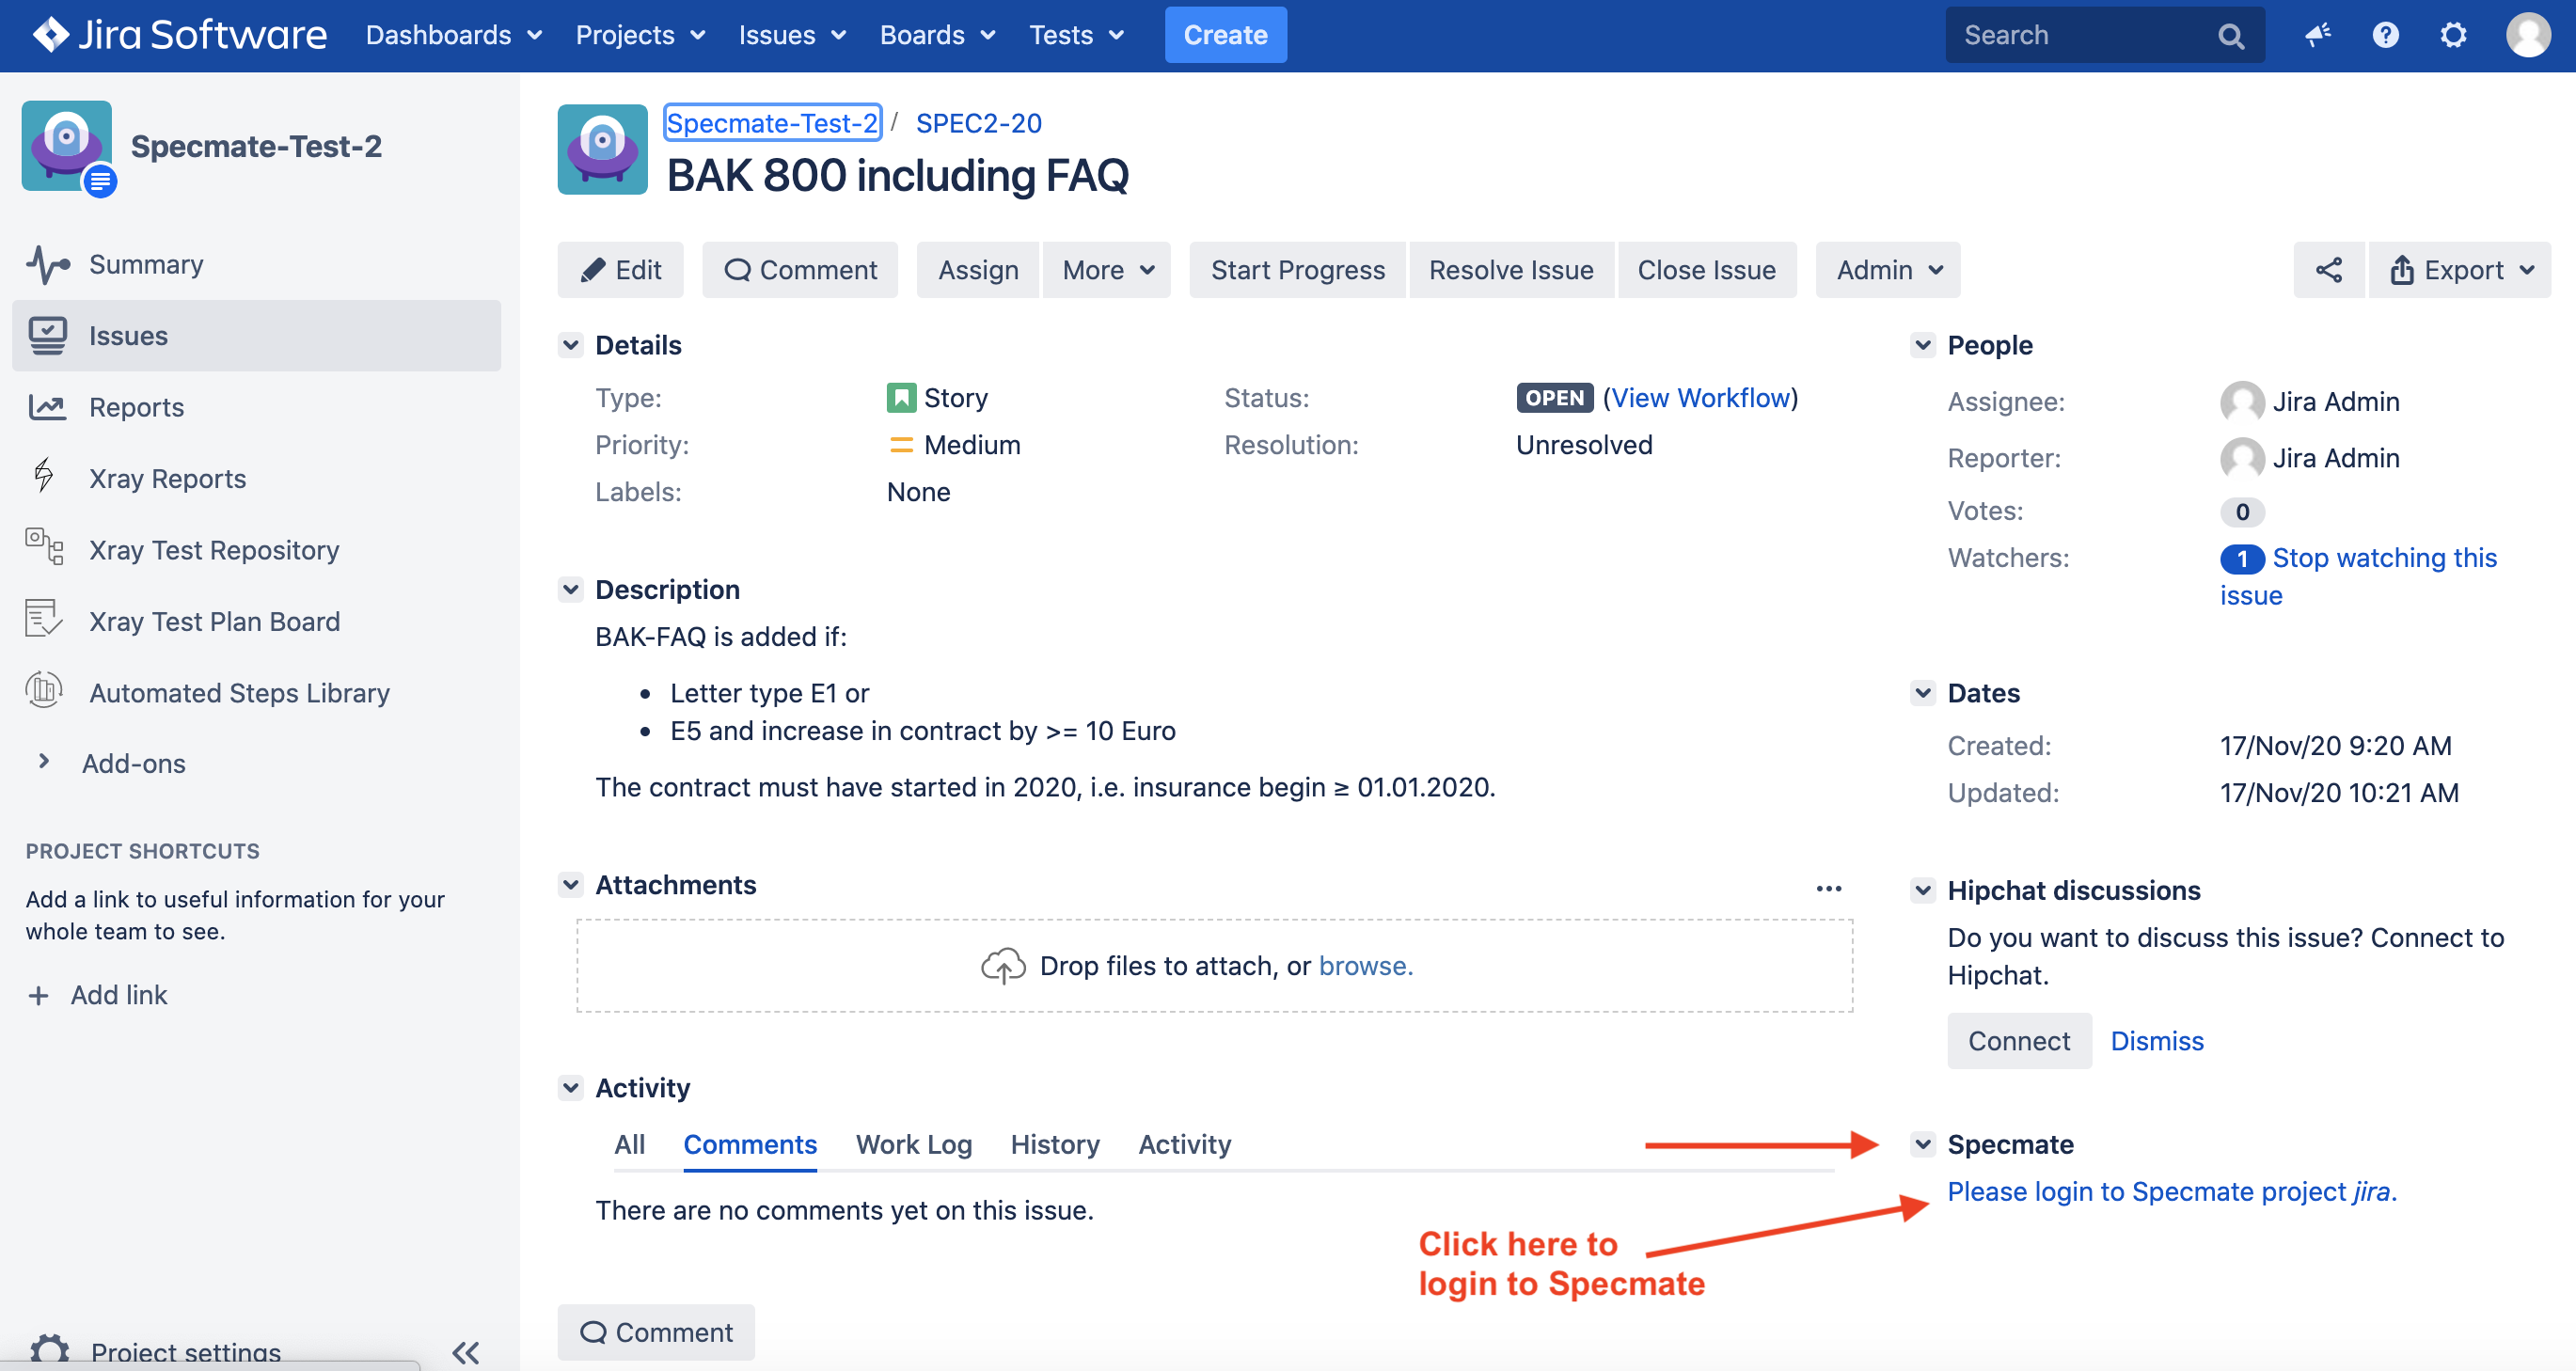 Jira Software Dashboards Projects Issues Boards Tests Create Search
Specmate-Test-2
Summary
Issues
Reports
Xray Reports
Xray Test Repository
Xray Test Plan Board
Automated Steps Library
Add-ons
PROJECT SHORTCUTS
Add a link to useful information for your
whole team to see.
+ Add link
Project settings
Specmate-Test-2 / SPEC2-20
BAK 800 including FAQ
Edit Comment Assign More Start Progress Resolve Issue Close Issue Admin Export
Details
Type: Story Status: OPEN (View Workflow)
Priority: Medium Resolution: Unresolved
Labels: None
Description
BAK-FAQ is added if:
• Letter type E1 or
• E5 and increase in contract by >= 10 Euro
The contract must have started in 2020, i.e. insurance begin ≥ 01.01.2020.
Attachments
Drop files to attach, or browse.
Activity
All Comments Work Log History Activity
There are no comments yet on this issue.
Click here to
login to Specmate
Comment
People
Assignee: Jira Admin
Reporter: Jira Admin
Votes: 0
Watchers: 1 Stop watching this
issue
Dates
Created: 17/Nov/20 9:20 AM
Updated: 17/Nov/20 10:21 AM
Hipchat discussions
Do you want to discuss this issue? Connect to
Hipchat.
Connect Dismiss
Specmate
Please login to Specmate project jira.